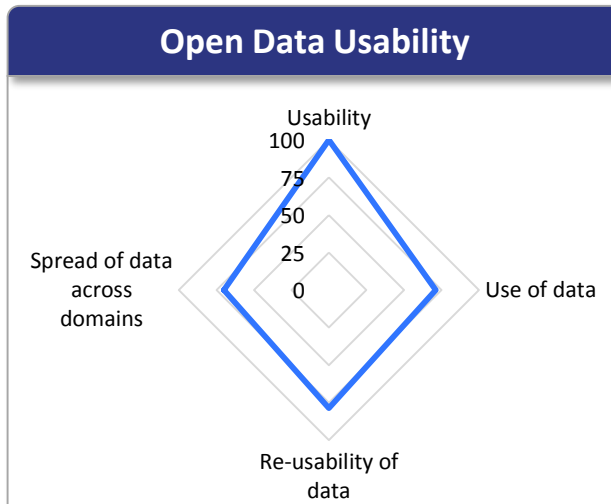 Open Data Usability
Usability
100
75
50
25
0
Spread of data
across
domains
Use of data
Re-usability of
data